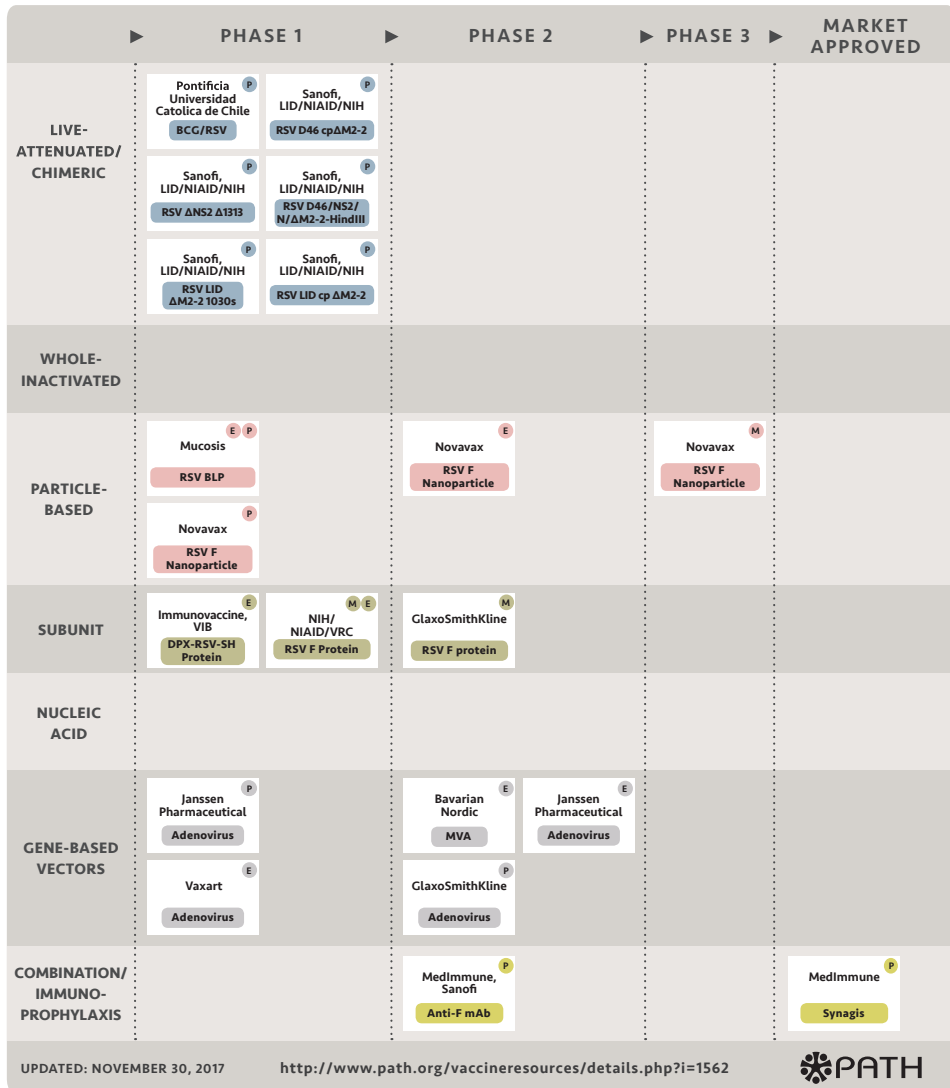 PHASE 1
PHASE 2
PHASE 3
MARKET
APPROVED
LIVE-
ATTENUATED/
CHIMERIC
P
Pontificia
Universidad
Catolica de Chile
BCG/RSV
P
Sanofi,
LID/NIAID/NIH
RSV D46 cpΔM2-2
P
Sanofi,
LID/NIAID/NIH
RSV ΔNS2 Δ1313
P
Sanofi,
LID/NIAID/NIH
RSV D46/NS2/
N/ΔM2-2-HindIII
P
Sanofi,
LID/NIAID/NIH
RSV LID
ΔM2-2 1030s
P
Sanofi,
LID/NIAID/NIH
RSV LID cp ΔM2-2
WHOLE-
INACTIVATED
PARTICLE-
BASED
E P
Mucosis
RSV BLP
P
Novavax
RSV F
Nanoparticle
E
Novavax
RSV F
Nanoparticle
M
Novavax
RSV F
Nanoparticle
SUBUNIT
E
Immunovaccine,
VIB
DPX-RSV-SH
Protein
M E
NIH/
NIAID/VRC
RSV F Protein
M
GlaxoSmithKline
RSV F protein
NUCLEIC
ACID
GENE-BASED
VECTORS
P
Janssen
Pharmaceutical
Adenovirus
E
Vaxart
Adenovirus
E
Bavarian
Nordic
MVA
E
Janssen
Pharmaceutical
Adenovirus
P
GlaxoSmithKline
Adenovirus
COMBINATION/
IMMUNO-
PROPHYLAXIS
P
MedImmune,
Sanofi
Anti-F mAb
P
MedImmune
Synagis
UPDATED: NOVEMBER 30, 2017
http://www.path.org/vaccineresources/details.php?i=1562
PATH